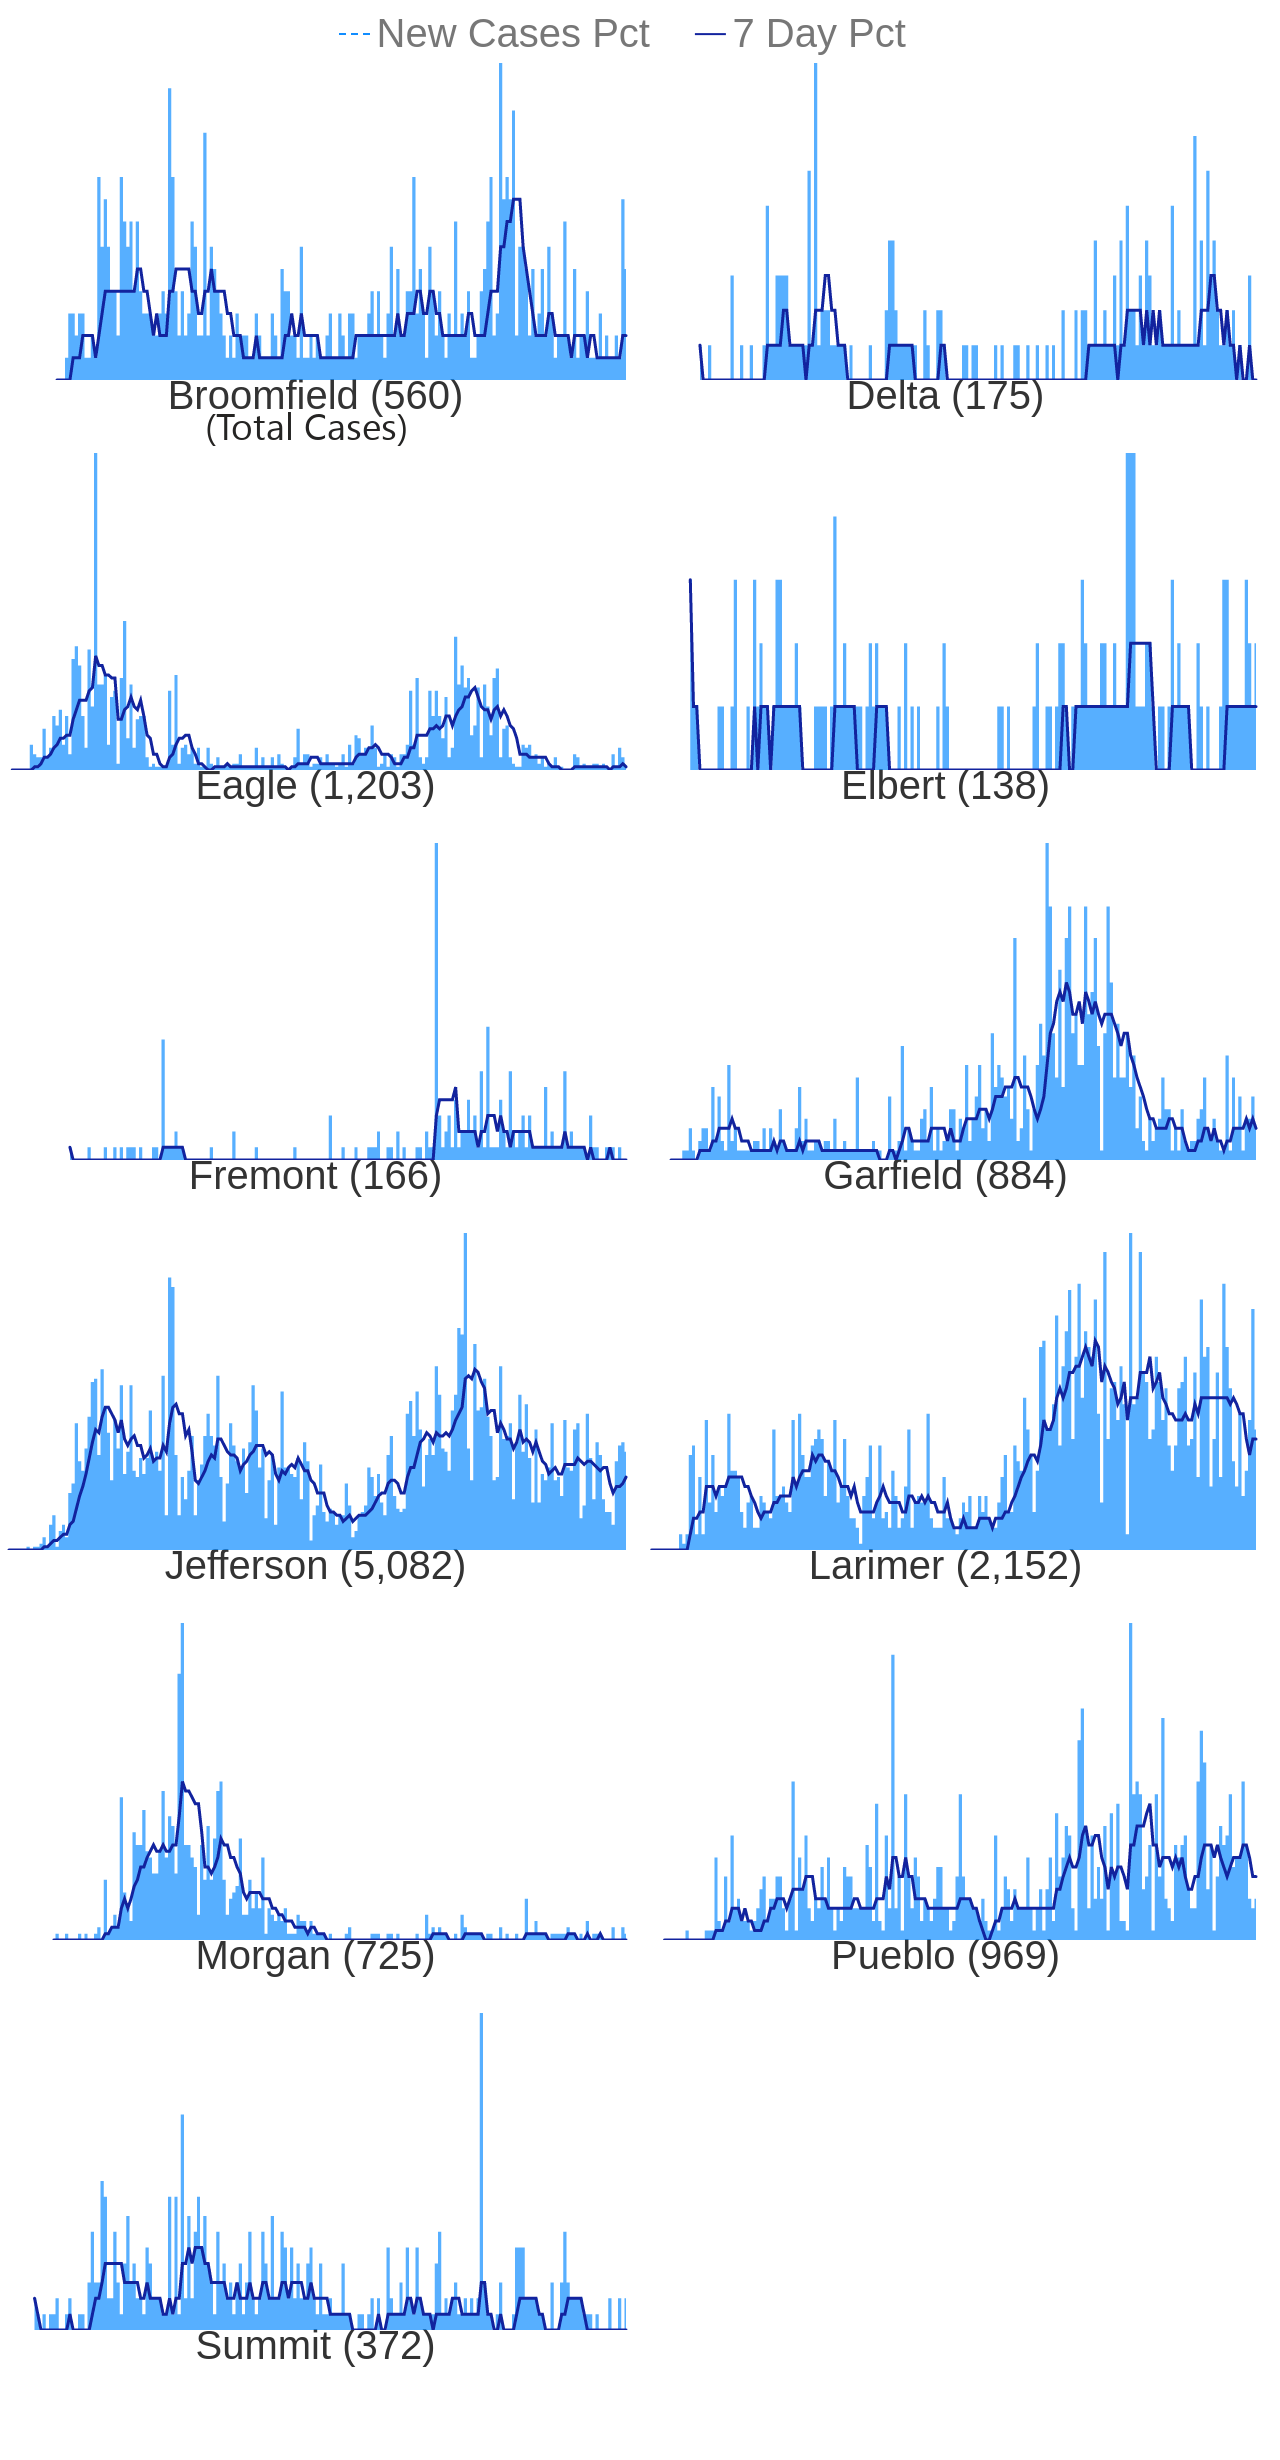 New Cases Pct 7 Day Pct
Broomfield (560) Delta (175)
(Total Cases)
Eagle (1,203) Elbert (138)
Fremont (166) Garfield (884)
Jefferson (5,082) Larimer (2,152)
Morgan (725) Pueblo (969)
Summit (372)